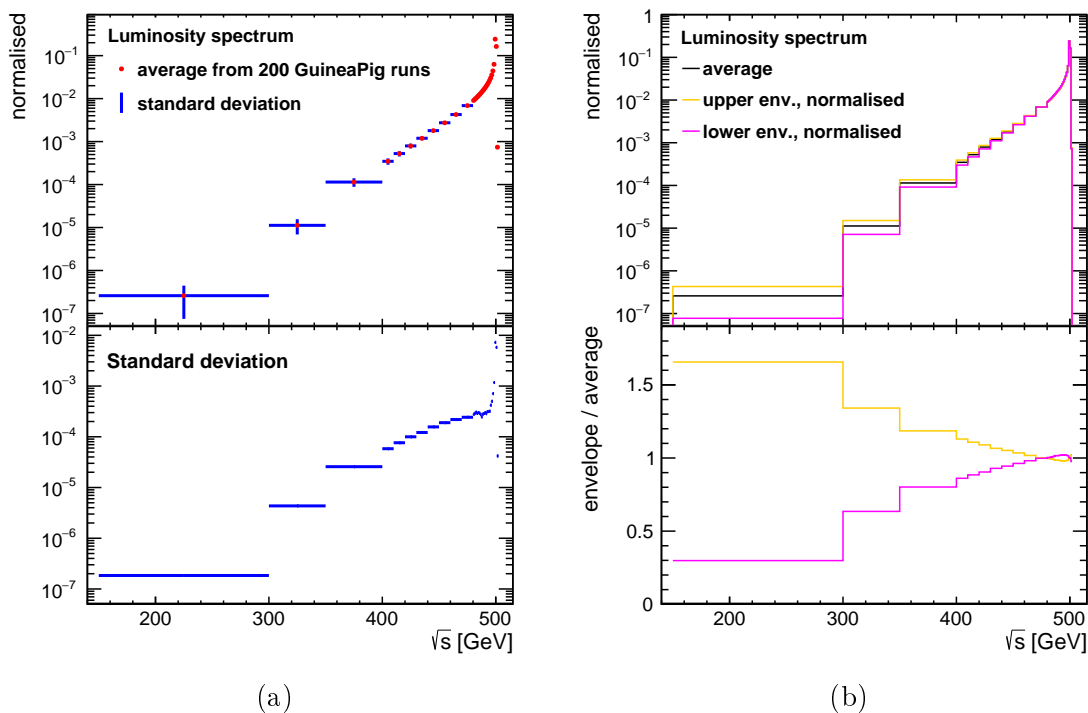 normalised
Luminosity spectrum
average from 200 GuineaPig runs
standard deviation
10⁻¹
10⁻²
10⁻³
10⁻⁴
10⁻⁵
10⁻⁶
10⁻⁷
Standard deviation
10⁻²
10⁻³
10⁻⁴
10⁻⁵
10⁻⁶
10⁻⁷
200 300 400 500
√s [GeV]
(a)
normalised
Luminosity spectrum
average
upper env., normalised
lower env., normalised
1
10⁻¹
10⁻²
10⁻³
10⁻⁴
10⁻⁵
10⁻⁶
10⁻⁷
envelope / average
1.5
1
0.5
0
200 300 400 500
√s [GeV]
(b)